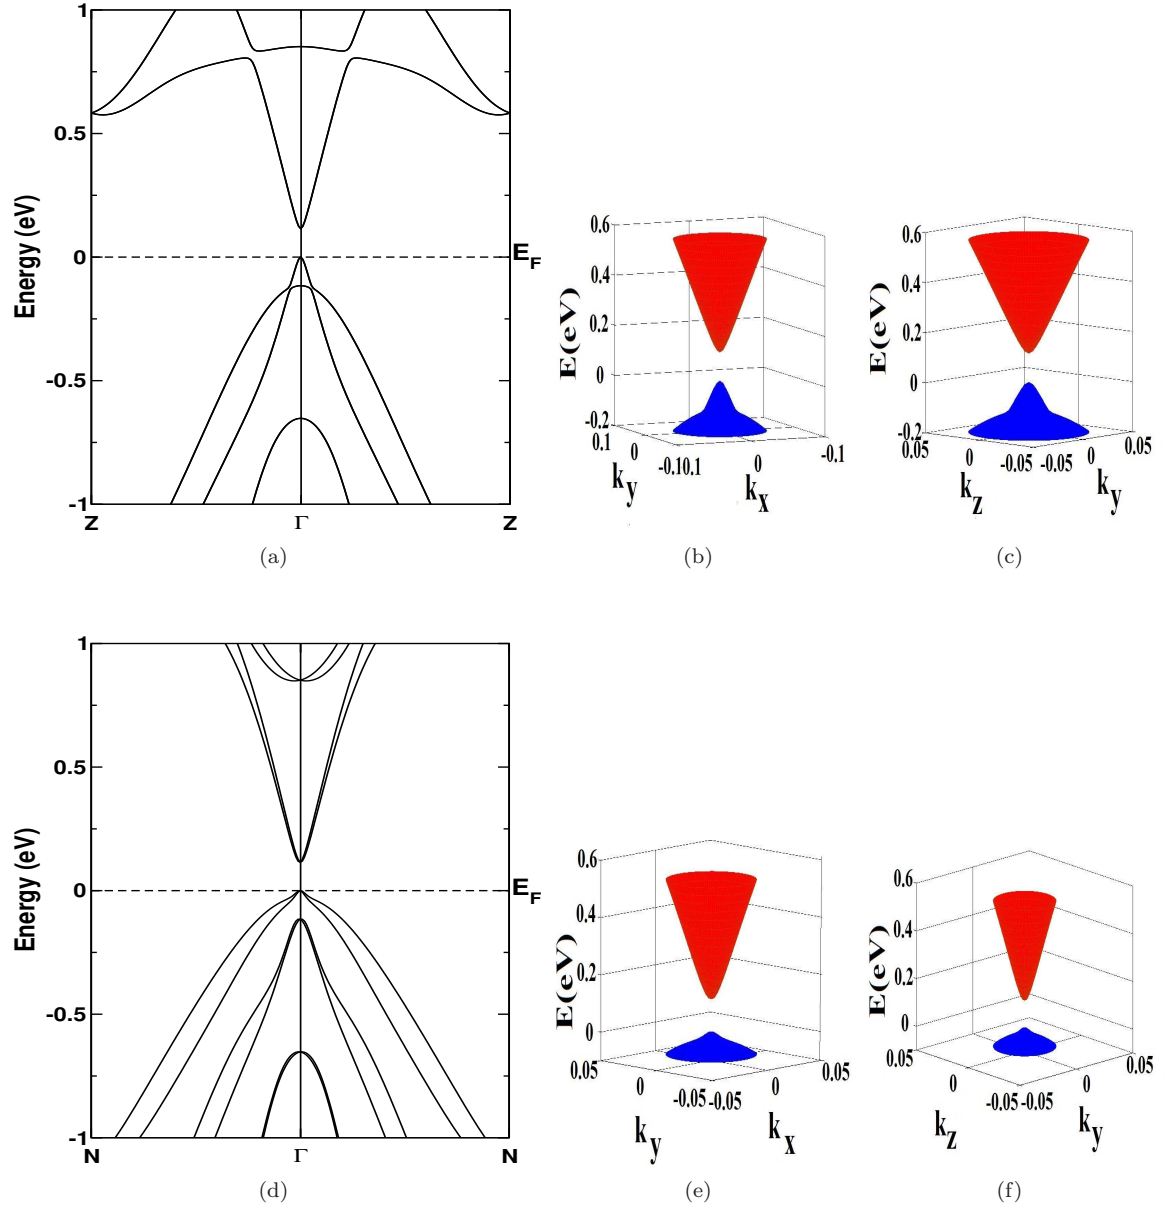 1
0.5
0
-0.5
-1
Energy (eV)
E_F
Z Γ Z
(a)
0.6
0.4
0.2
0
-0.2
E(eV)
0.1 0 -0.10.1 0 -0.1
k_y k_x
(b)
0.6
0.4
0.2
0
-0.2
E(eV)
0.05 0 -0.05 -0.05 0 0.05
k_z k_y
(c)
1
0.5
0
-0.5
-1
Energy (eV)
E_F
N Γ N
(d)
0.6
0.4
0.2
0
E(eV)
0.05 0 -0.05 -0.05 0 0.05
k_y k_x
(e)
0.6
0.4
0.2
0
E(eV)
0.05 0 -0.05 -0.05 0 0.05
k_z k_y
(f)